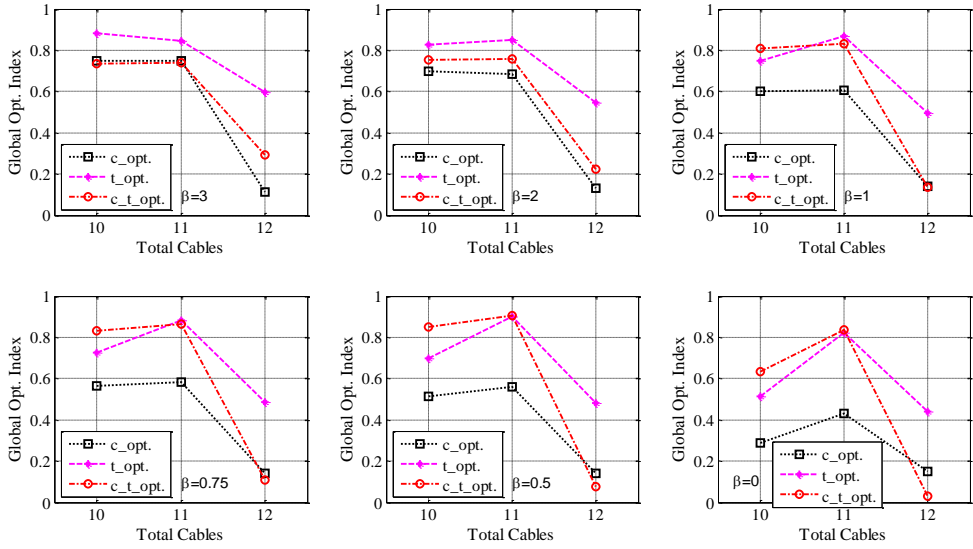 1
0.8
0.6
0.4
0.2
0
Global Opt. Index
c_opt.
t_opt.
c_t_opt.
β=3
10 11 12
Total Cables
1
0.8
0.6
0.4
0.2
0
Global Opt. Index
c_opt.
t_opt.
c_t_opt.
β=2
10 11 12
Total Cables
1
0.8
0.6
0.4
0.2
0
Global Opt. Index
c_opt.
t_opt.
c_t_opt.
β=1
10 11 12
Total Cables
1
0.8
0.6
0.4
0.2
0
Global Opt. Index
c_opt.
t_opt.
c_t_opt.
β=0.75
10 11 12
Total Cables
1
0.8
0.6
0.4
0.2
0
Global Opt. Index
c_opt.
t_opt.
c_t_opt.
β=0.5
10 11 12
Total Cables
1
0.8
0.6
0.4
0.2
0
Global Opt. Index
β=0
c_opt.
t_opt.
c_t_opt.
10 11 12
Total Cables